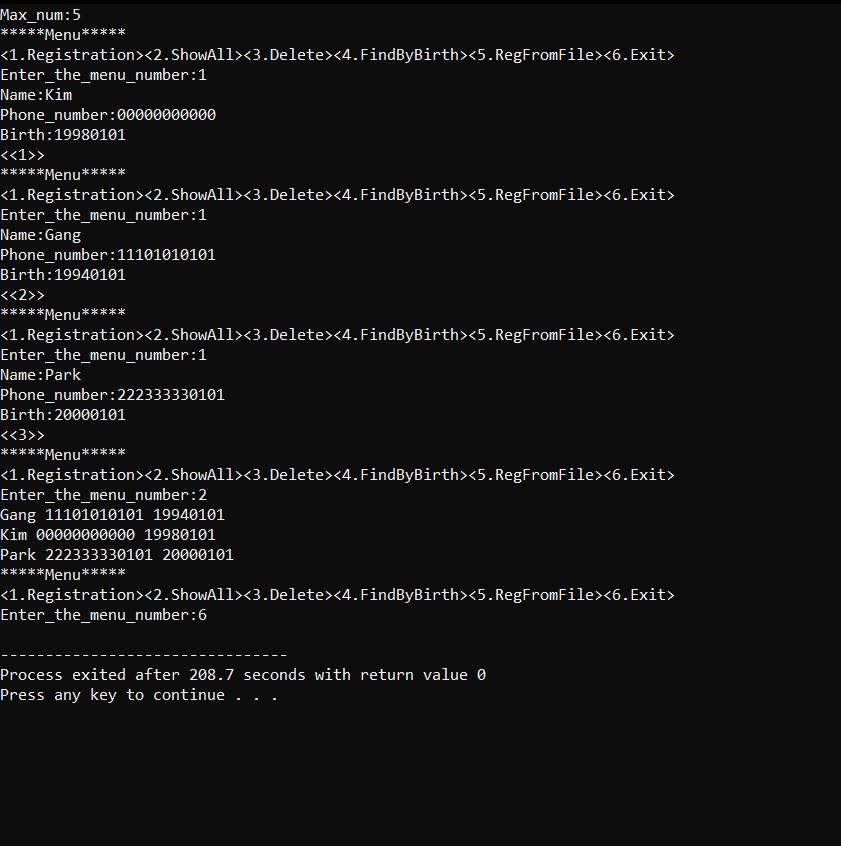 Max_num:5
*****Menu*****
<1.Registration><2.ShowAll><3.Delete><4.FindByBirth><5.RegFromFile><6.Exit>
Enter_the_menu_number:1
Name:Kim
Phone_number:00000000000
Birth:19980101
<<1>>
*****Menu*****
<1.Registration><2.ShowAll><3.Delete><4.FindByBirth><5.RegFromFile><6.Exit>
Enter_the_menu_number:1
Name:Gang
Phone_number:11101010101
Birth:19940101
<<2>>
*****Menu*****
<1.Registration><2.ShowAll><3.Delete><4.FindByBirth><5.RegFromFile><6.Exit>
Enter_the_menu_number:1
Name:Park
Phone_number:222333330101
Birth:20000101
<<3>>
*****Menu*****
<1.Registration><2.ShowAll><3.Delete><4.FindByBirth><5.RegFromFile><6.Exit>
Enter_the_menu_number:2
Gang 11101010101 19940101
Kim 00000000000 19980101
Park 222333330101 20000101
*****Menu*****
<1.Registration><2.ShowAll><3.Delete><4.FindByBirth><5.RegFromFile><6.Exit>
Enter_the_menu_number:6
--------------------------------
Process exited after 208.7 seconds with return value 0
Press any key to continue . . .